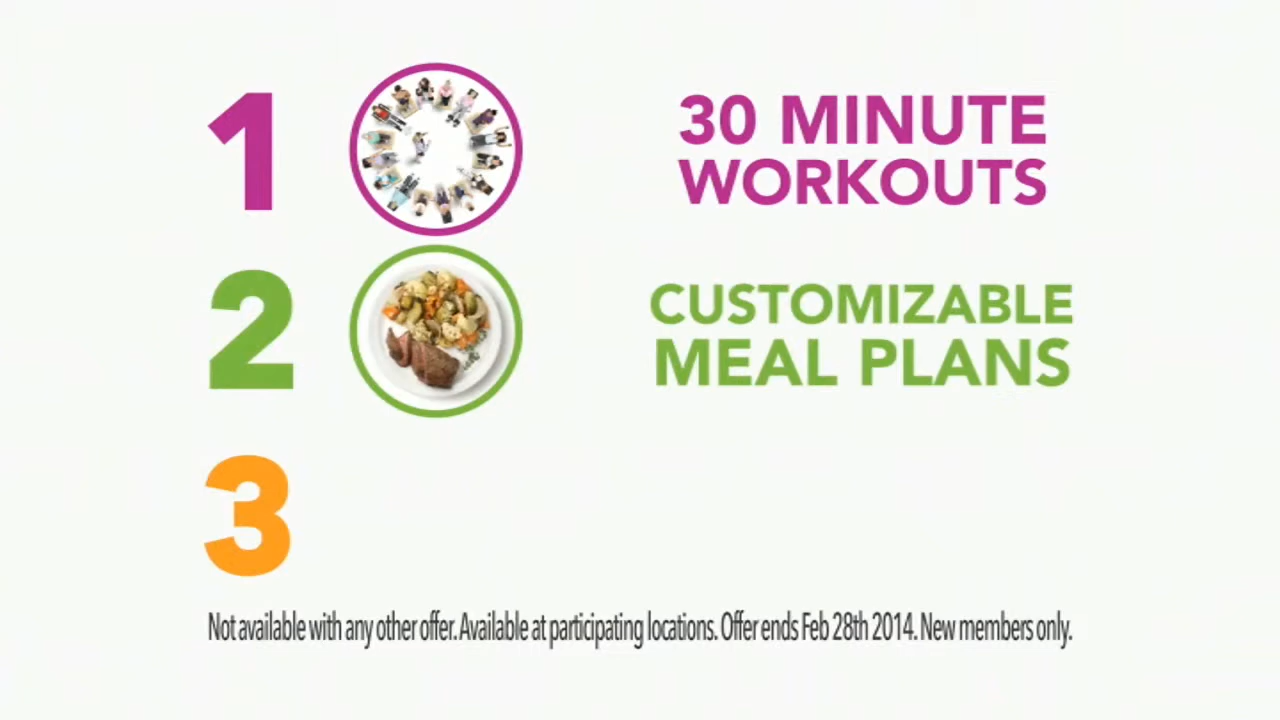 1
30 MINUTE
WORKOUTS
2
CUSTOMIZABLE
MEAL PLANS
3
Not available with any other offer. Available at participating locations. Offer ends Feb 28th 2014. New members only.